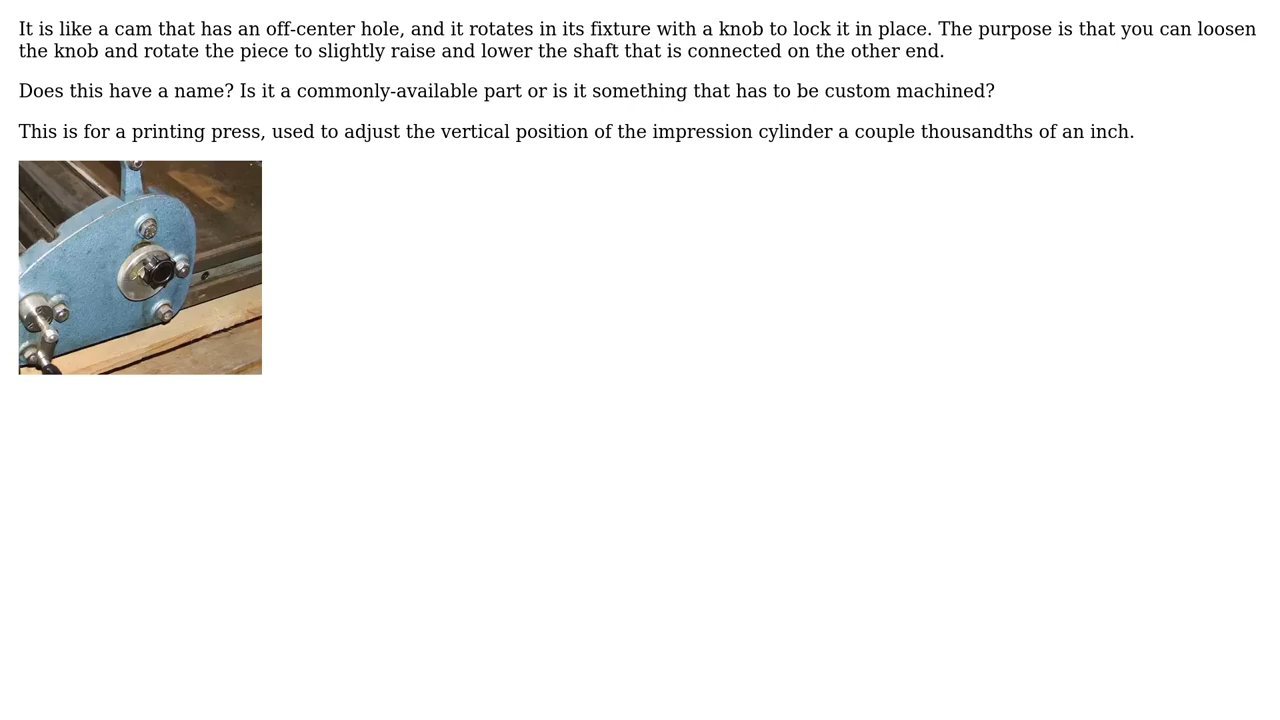 It is like a cam that has an off-center hole, and it rotates in its fixture with a knob to lock it in place. The purpose is that you can loosen
the knob and rotate the piece to slightly raise and lower the shaft that is connected on the other end.
Does this have a name? Is it a commonly-available part or is it something that has to be custom machined?
This is for a printing press, used to adjust the vertical position of the impression cylinder a couple thousandths of an inch.